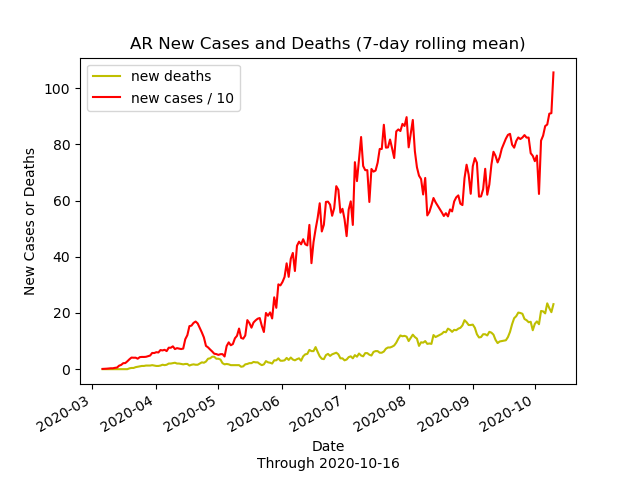 AR New Cases and Deaths (7-day rolling mean)
new deaths
new cases / 10
New Cases or Deaths
100
80
60
40
20
0
2020-03
2020-04
2020-05
2020-06
2020-07
2020-08
2020-09
2020-10
Date
Through 2020-10-16